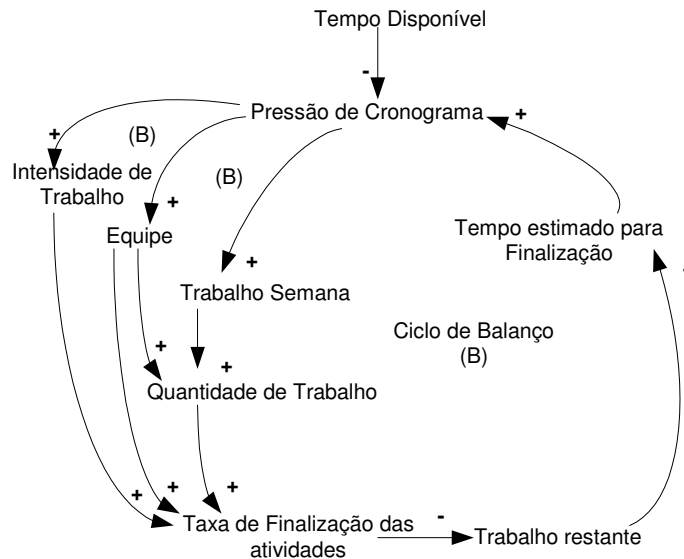 Tempo Disponível
-
Pressão de Cronograma
+
+
(B)
(B)
Intensidade de
Trabalho
+
Equipe
Tempo estimado para
Finalização
+
Trabalho Semana
Ciclo de Balanço
(B)
+
+
Quantidade de Trabalho
+
+
+
-
Taxa de Finalização das
atividades
Trabalho restante